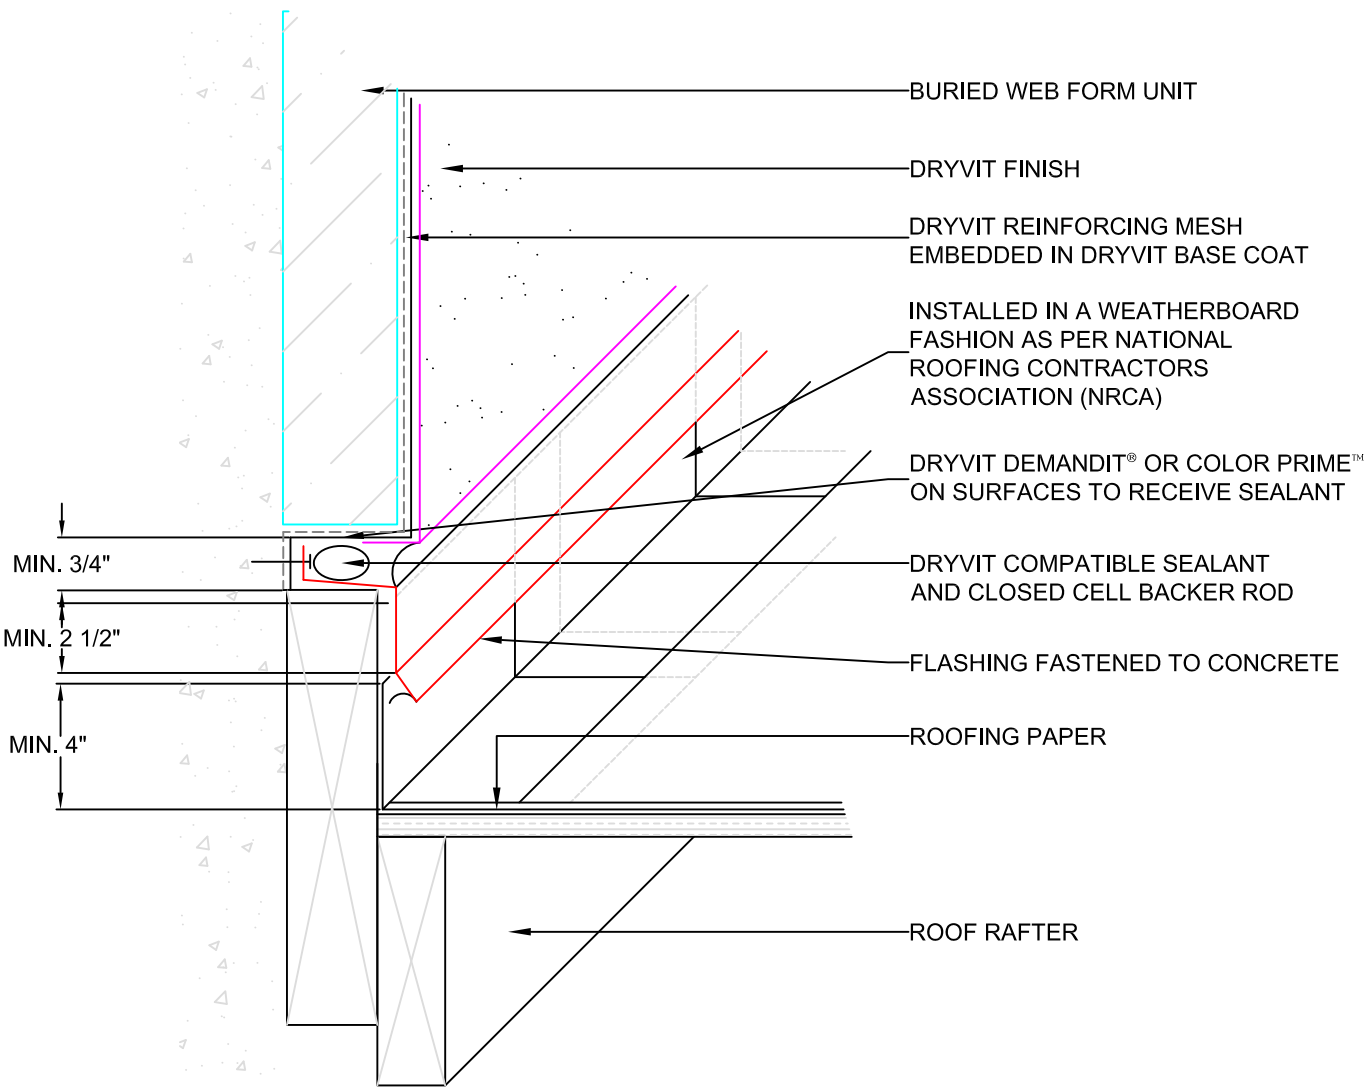 BURIED WEB FORM UNIT
DRYVIT FINISH
DRYVIT REINFORCING MESH
EMBEDDED IN DRYVIT BASE COAT
INSTALLED IN A WEATHERBOARD
FASHION AS PER NATIONAL
ROOFING CONTRACTORS
ASSOCIATION (NRCA)
DRYVIT DEMANDIT® OR COLOR PRIME™
ON SURFACES TO RECEIVE SEALANT
MIN. 3/4"
DRYVIT COMPATIBLE SEALANT
AND CLOSED CELL BACKER ROD
MIN. 2 1/2"
FLASHING FASTENED TO CONCRETE
MIN. 4"
ROOFING PAPER
ROOF RAFTER